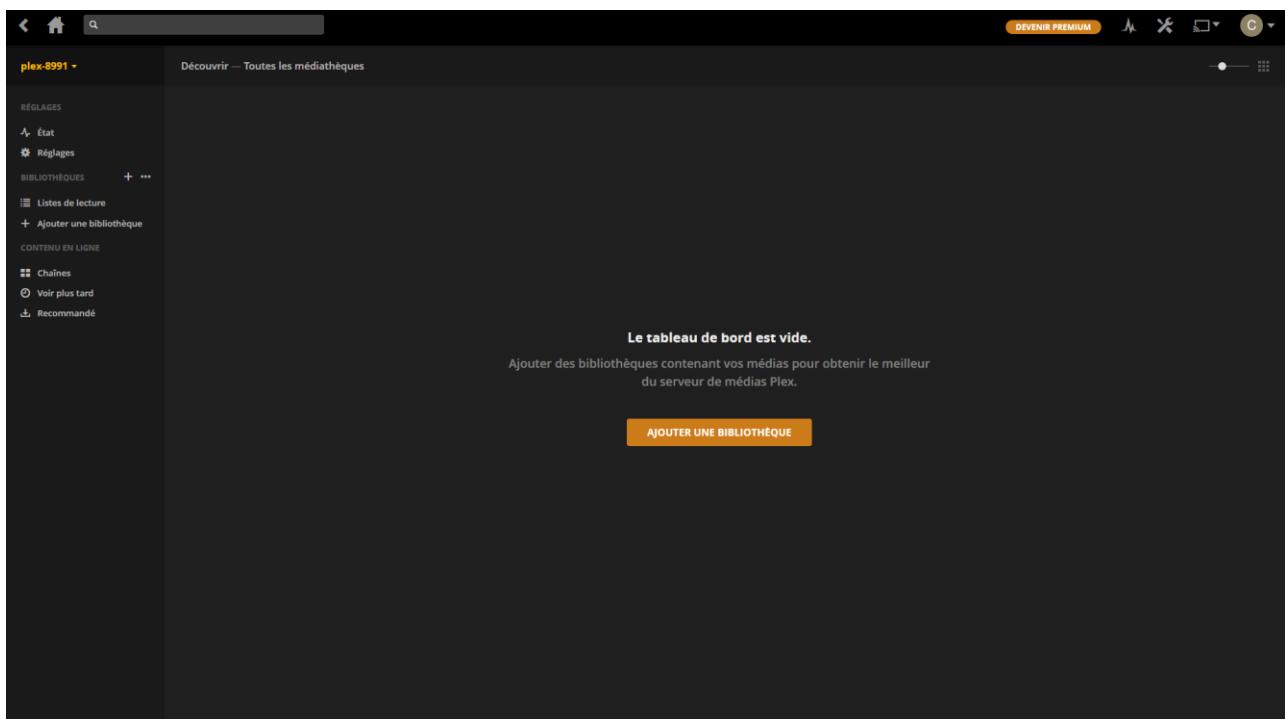 DEVENIR PREMIUM
C
plex-8991
Découvrir — Toutes les médiathèques
RÉGLAGES
État
Réglages
BIBLIOTHÈQUES
Listes de lecture
Ajouter une bibliothèque
CONTENU EN LIGNE
Chaînes
Voir plus tard
Recommandé
Le tableau de bord est vide.
Ajouter des bibliothèques contenant vos médias pour obtenir le meilleur
du serveur de médias Plex.
AJOUTER UNE BIBLIOTHÈQUE